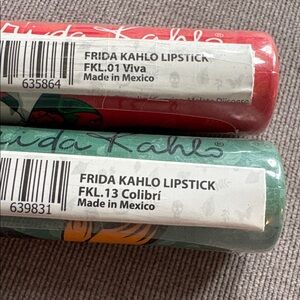 Frida Kahlo®
FRIDA KAHLO LIPSTICK
FKL.01 Viva
Made in Mexico
635864
Frida Kahlo®
FRIDA KAHLO LIPSTICK
FKL.13 Colibrí
Made in Mexico
639831